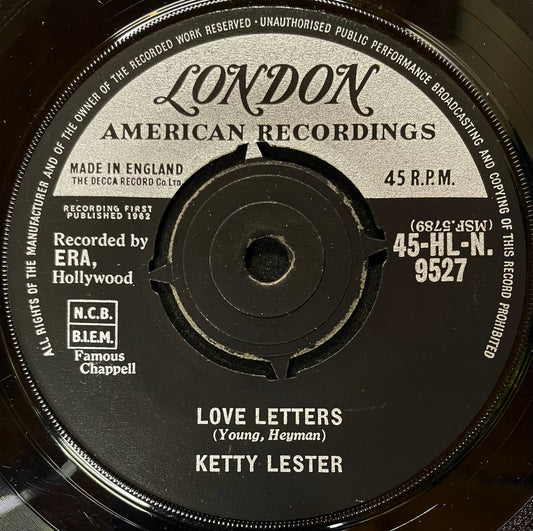 ALL RIGHTS OF THE MANUFACTURER AND OF THE OWNER OF THE RECORDED WORK RESERVED · UNAUTHORISED PUBLIC PERFORMANCE BROADCASTING AND COPYING OF THIS RECORD PROHIBITED
LONDON
AMERICAN RECORDINGS
MADE IN ENGLAND
THE DECCA RECORD Co. Ltd.
45 R.P.M.
RECORDING FIRST
PUBLISHED 1962
(MSF.5789)
Recorded by
ERA,
Hollywood
45-HL-N.
9527
N.C.B.
B.I.E.M.
Famous
Chappell
LOVE LETTERS
(Young, Heyman)
KETTY LESTER